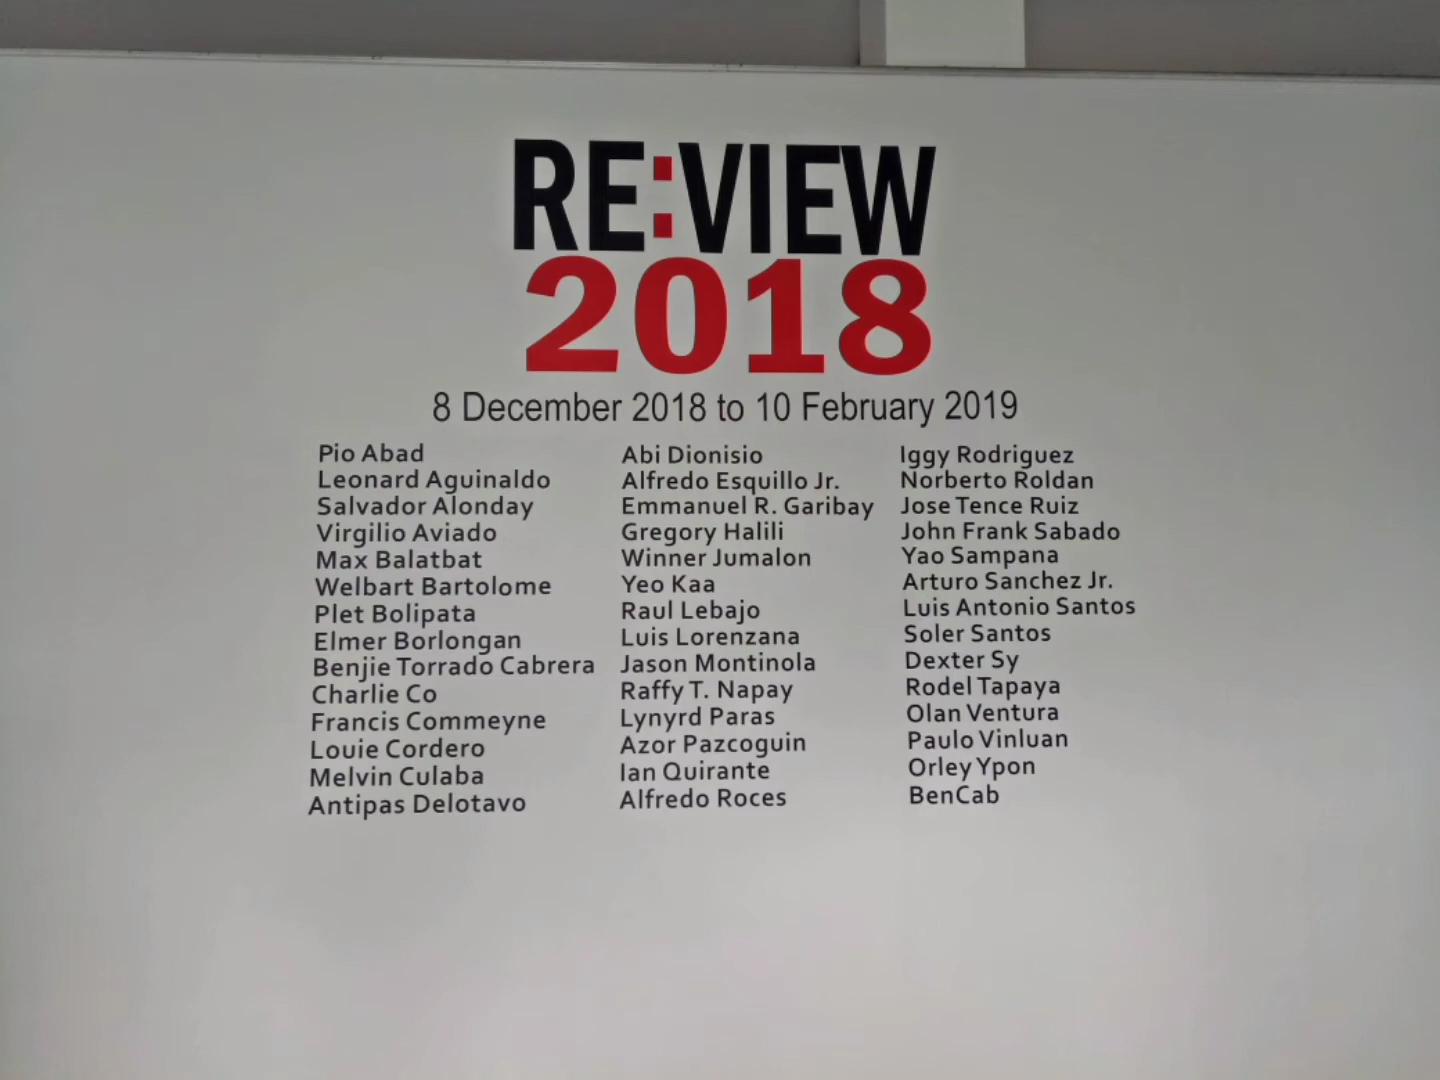 RE:VIEW
2018
8 December 2018 to 10 February 2019
Pio Abad
Leonard Aguinaldo
Salvador Alonday
Virgilio Aviado
Max Balatbat
Welbart Bartolome
Plet Bolipata
Elmer Borlongan
Benjie Torrado Cabrera
Charlie Co
Francis Commeyne
Louie Cordero
Melvin Culaba
Antipas Delotavo
Abi Dionisio
Alfredo Esquillo Jr.
Emmanuel R. Garibay
Gregory Halili
Winner Jumalon
Yeo Kaa
Raul Lebajo
Luis Lorenzana
Jason Montinola
Raffy T. Napay
Lynyrd Paras
Azor Pazcoguin
Ian Quirante
Alfredo Roces
Iggy Rodriguez
Norberto Roldan
Jose Tence Ruiz
John Frank Sabado
Yao Sampana
Arturo Sanchez Jr.
Luis Antonio Santos
Soler Santos
Dexter Sy
Rodel Tapaya
Olan Ventura
Paulo Vinluan
Orley Ypon
BenCab